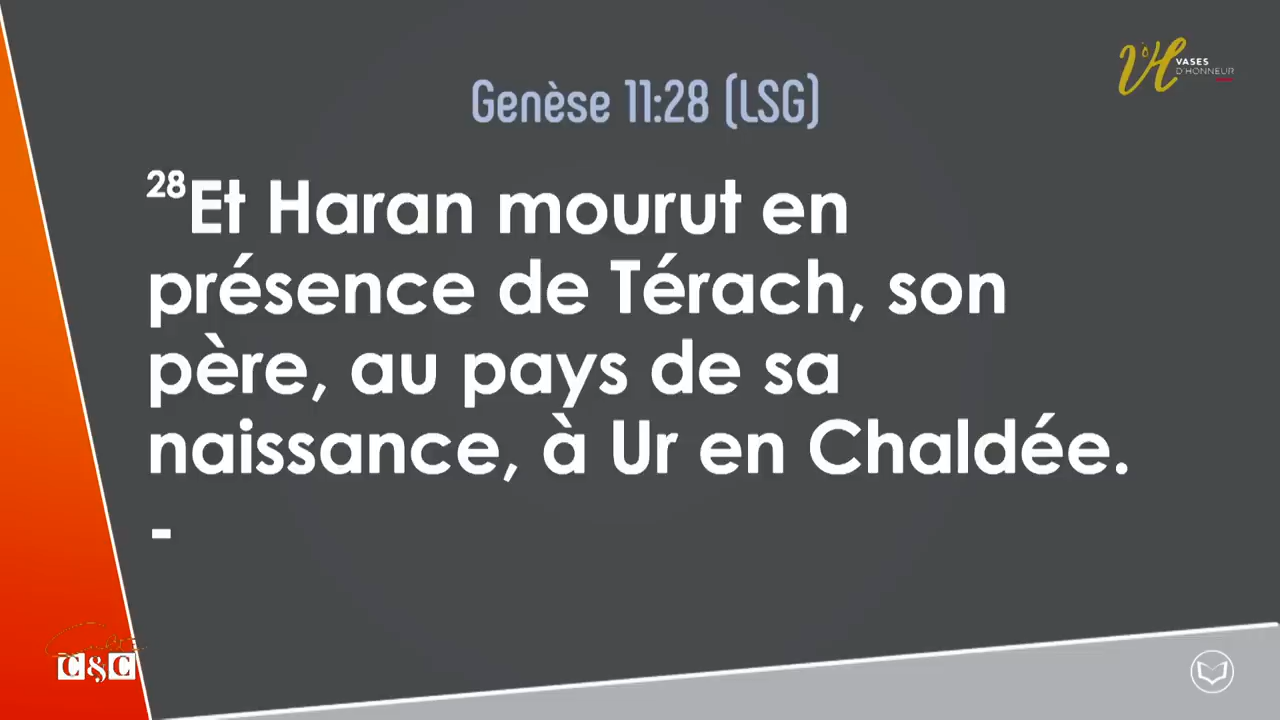 VASES
D'HONNEUR
Genèse 11:28 (LSG)
28Et Haran mourut en
présence de Térach, son
père, au pays de sa
naissance, à Ur en Chaldée.
-
C&C